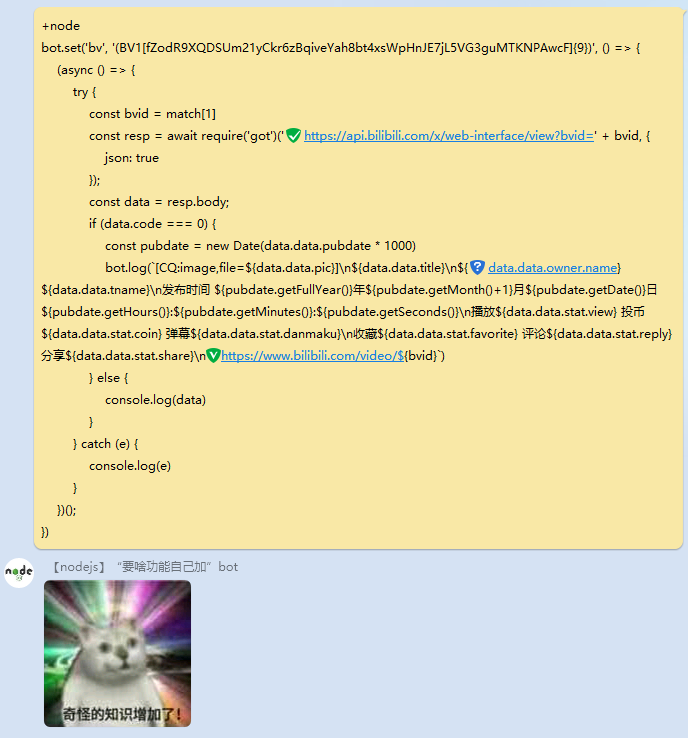 +node
bot.set('bv', '(BV1[fZodR9XQDSUm21yCkr6zBqiveYah8bt4xsWpHnJE7jL5VG3guMTKNPAwcF]{9})', () => {
(async () => {
try {
const bvid = match[1]
const resp = await require('got')('https://api.bilibili.com/x/web-interface/view?bvid=' + bvid, {
json: true
});
const data = resp.body;
if (data.code === 0) {
const pubdate = new Date(data.data.pubdate * 1000)
bot.log(`[CQ:image,file=${data.data.pic}]\n${data.data.title}\n${data.data.owner.name}
${data.data.tname}\n发布时间 ${pubdate.getFullYear()}年${pubdate.getMonth()+1}月${pubdate.getDate()}日
${pubdate.getHours()}:${pubdate.getMinutes()}:${pubdate.getSeconds()}\n播放${data.data.stat.view} 投币
${data.data.stat.coin} 弹幕${data.data.stat.danmaku}\n收藏${data.data.stat.favorite} 评论${data.data.stat.reply}
分享${data.data.stat.share}\nhttps://www.bilibili.com/video/${bvid}`)
} else {
console.log(data)
}
} catch (e) {
console.log(e)
}
})();
})
node
【nodejs】“要啥功能自己加”bot
奇怪的知识增加了!